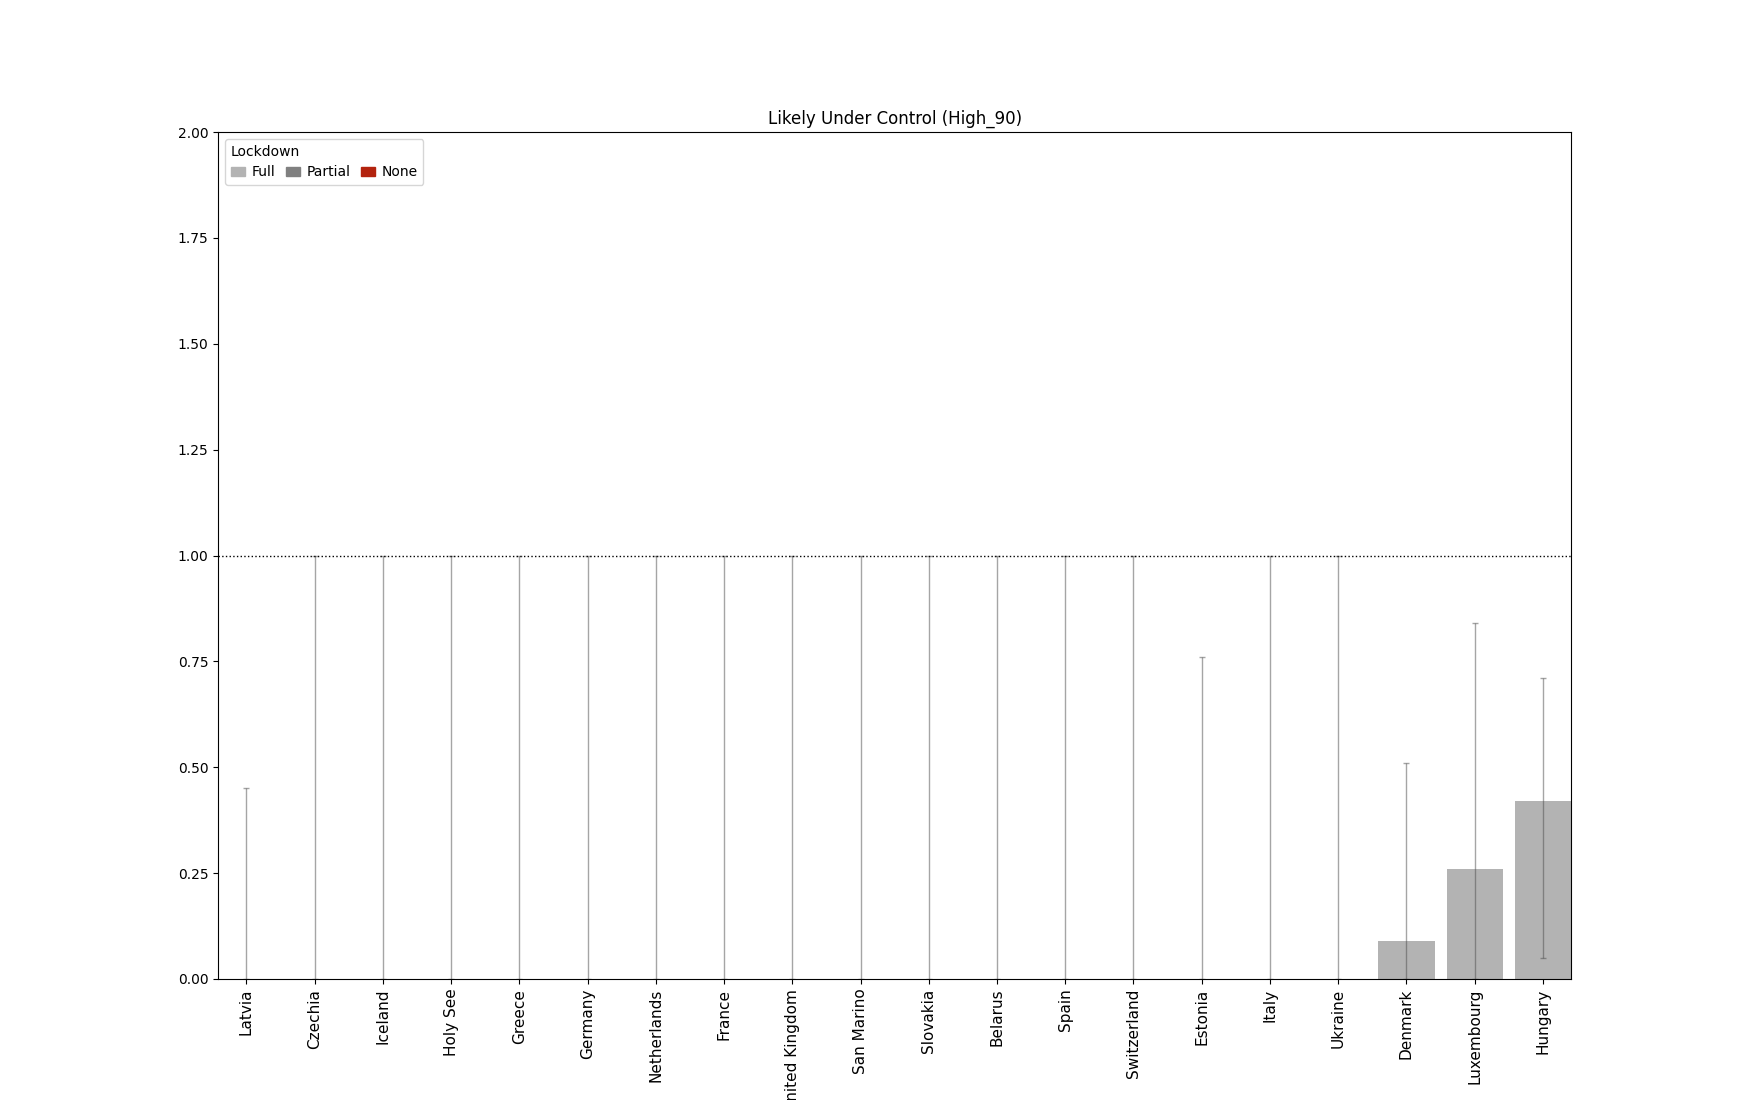 Likely Under Control (High_90)
2.00
1.75
1.50
1.25
1.00
0.75
0.50
0.25
0.00
Lockdown
Full Partial None
Latvia
Czechia
Iceland
Holy See
Greece
Germany
Netherlands
France
Kingdom
San Marino
Slovakia
Belarus
Spain
Switzerland
Estonia
Italy
Ukraine
Denmark
Luxembourg
Hungary